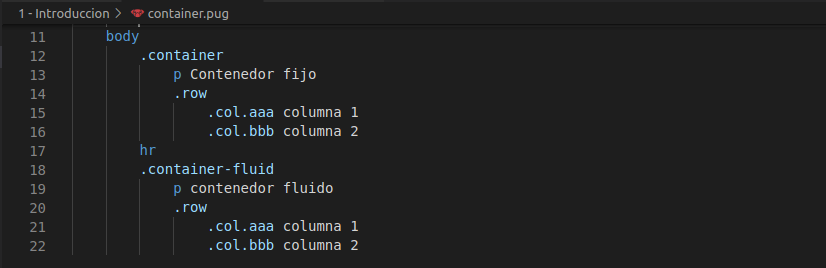 1 - Introduccion > container.pug
11 body
12 .container
13 p Contenedor fijo
14 .row
15 .col.aaa columna 1
16 .col.bbb columna 2
17 hr
18 .container-fluid
19 p contenedor fluido
20 .row
21 .col.aaa columna 1
22 .col.bbb columna 2